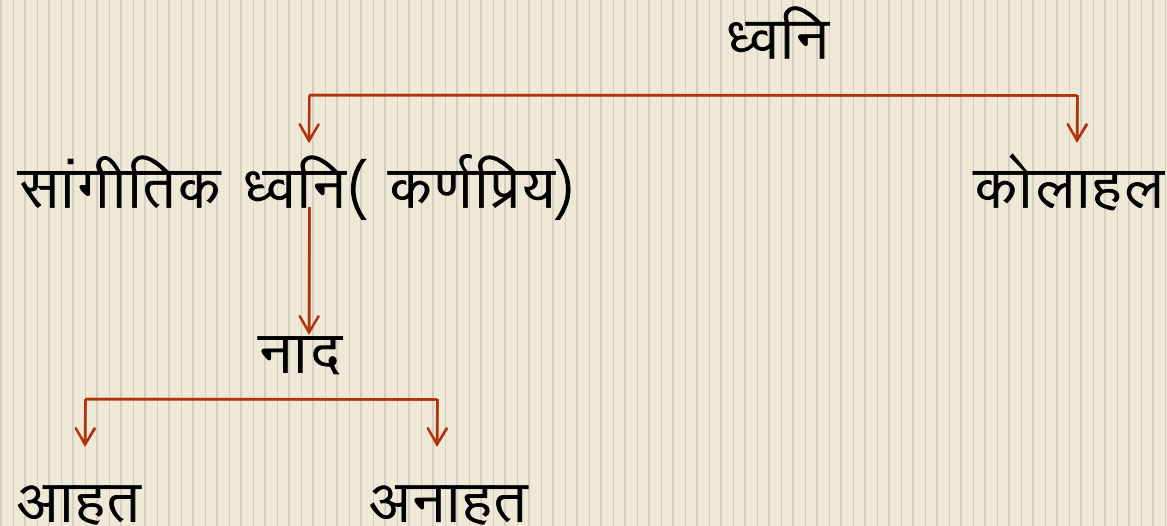 ध्वनि
सांगीतिक ध्वनि( कर्णप्रिय) कोलाहल
नाद
आहत अनाहत